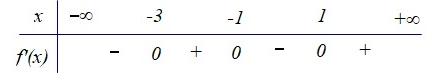 x −∞ -3 -1 1 +∞
f'(x) − 0 + 0 − 0 +